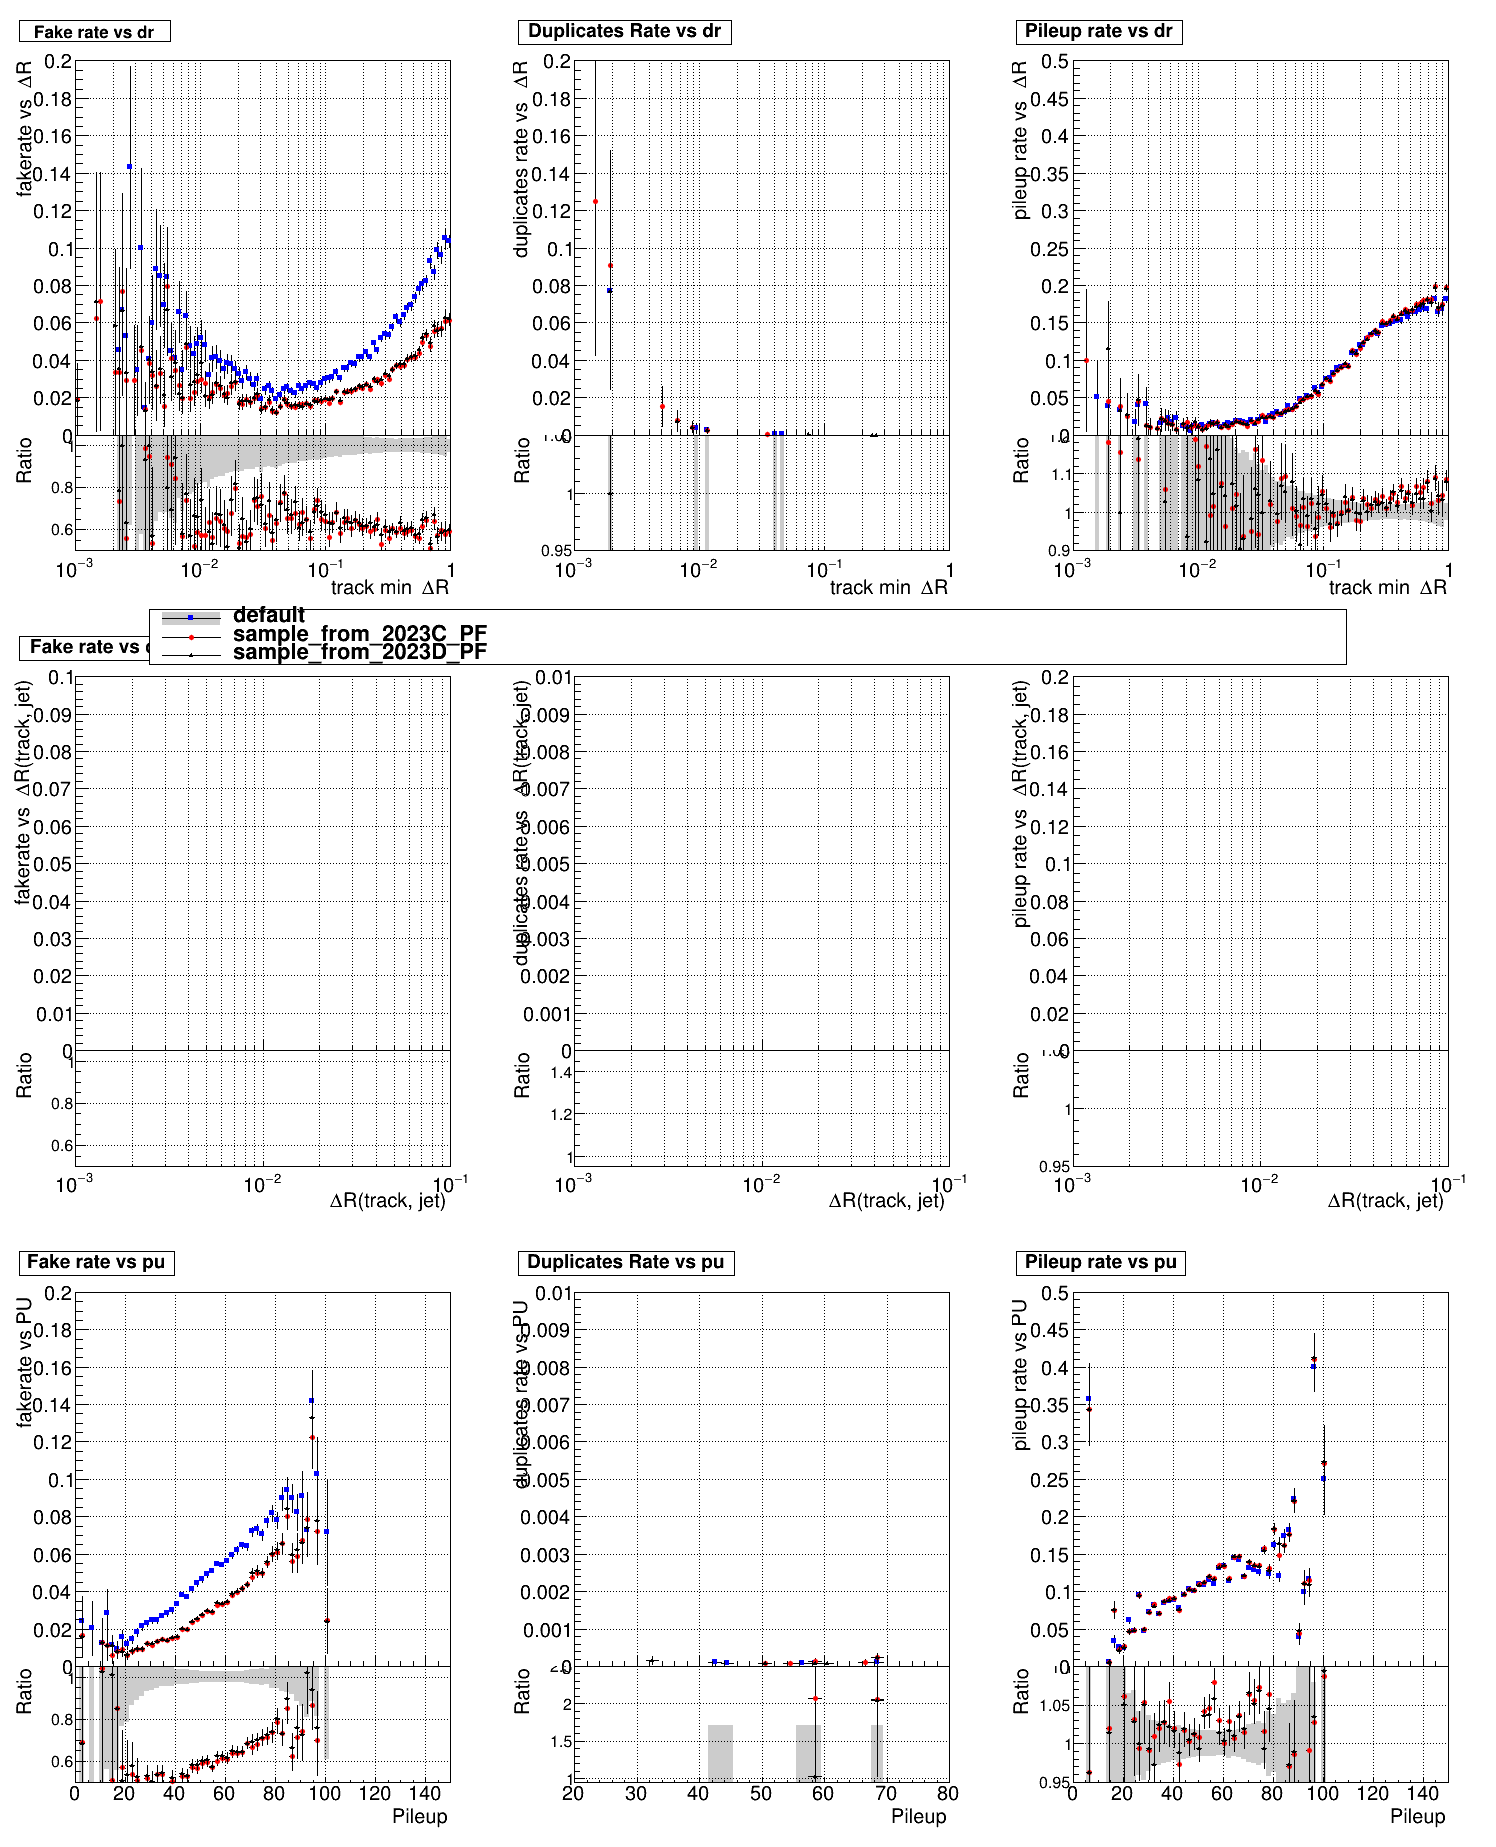 Fake rate vs dr
fakerate vs ΔR
0.2
0.18
0.16
0.14
0.12
0.1
0.08
0.06
0.04
0.02
0
Ratio
1
0.8
0.6
10⁻³ 10⁻² 10⁻¹ 1
track min ΔR
Duplicates Rate vs dr
duplicates rate vs ΔR
0.2
0.18
0.16
0.14
0.12
0.1
0.08
0.06
0.04
0.02
0
Ratio
1
0.95
10⁻³ 10⁻² 10⁻¹ 1
track min ΔR
Pileup rate vs dr
pileup rate vs ΔR
0.5
0.45
0.4
0.35
0.3
0.25
0.2
0.15
0.1
0.05
0
Ratio
1.1
1
0.9
10⁻³ 10⁻² 10⁻¹ 1
track min ΔR
default
sample_from_2023C_PF
sample_from_2023D_PF
Fake rate vs
fakerate vs ΔR(track, jet)
0.1
0.09
0.08
0.07
0.06
0.05
0.04
0.03
0.02
0.01
0
Ratio
1
0.8
0.6
10⁻³ 10⁻² 10⁻¹
ΔR(track, jet)
duplicates rate vs ΔR(track, jet)
0.01
0.009
0.008
0.007
0.006
0.005
0.004
0.003
0.002
0.001
0
Ratio
1.4
1.2
1
10⁻³ 10⁻² 10⁻¹
ΔR(track, jet)
pileup rate vs ΔR(track, jet)
0.2
0.18
0.16
0.14
0.12
0.1
0.08
0.06
0.04
0.02
0
Ratio
1
0.95
10⁻³ 10⁻² 10⁻¹
ΔR(track, jet)
Fake rate vs pu
fakerate vs PU
0.2
0.18
0.16
0.14
0.12
0.1
0.08
0.06
0.04
0.02
0
Ratio
1
0.8
0.6
0 20 40 60 80 100 120 140
Pileup
Duplicates Rate vs pu
duplicates rate vs PU
0.01
0.009
0.008
0.007
0.006
0.005
0.004
0.003
0.002
0.001
0
Ratio
2
1.5
1
20 30 40 50 60 70 80
Pileup
Pileup rate vs pu
pileup rate vs PU
0.5
0.45
0.4
0.35
0.3
0.25
0.2
0.15
0.1
0.05
0
Ratio
1.05
1
0.95
0 20 40 60 80 100 120 140
Pileup